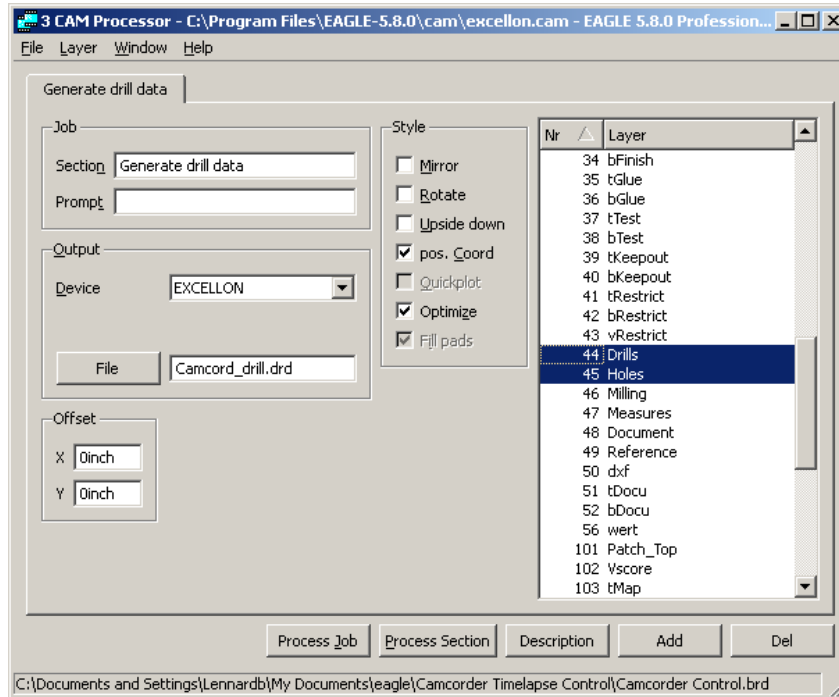 3 CAM Processor - C:\Program Files\EAGLE-5.8.0\cam\excellon.cam - EAGLE 5.8.0 Profession...
File Layer Window Help
Generate drill data
Job
Section Generate drill data
Prompt
Output
Device EXCELLON
File Camcord_drill.drd
Offset
X 0inch
Y 0inch
Style
Mirror
Rotate
Upside down
pos. Coord
Quickplot
Optimize
Fill pads
Nr Layer
34 bFinish
35 tGlue
36 bGlue
37 tTest
38 bTest
39 tKeepout
40 bKeepout
41 tRestrict
42 bRestrict
43 vRestrict
44 Drills
45 Holes
46 Milling
47 Measures
48 Document
49 Reference
50 dxf
51 tDocu
52 bDocu
56 wert
101 Patch_Top
102 Vscore
103 tMap
Process Job Process Section Description Add Del
C:\Documents and Settings\Lennardb\My Documents\eagle\Camcorder Timelapse Control\Camcorder Control.brd